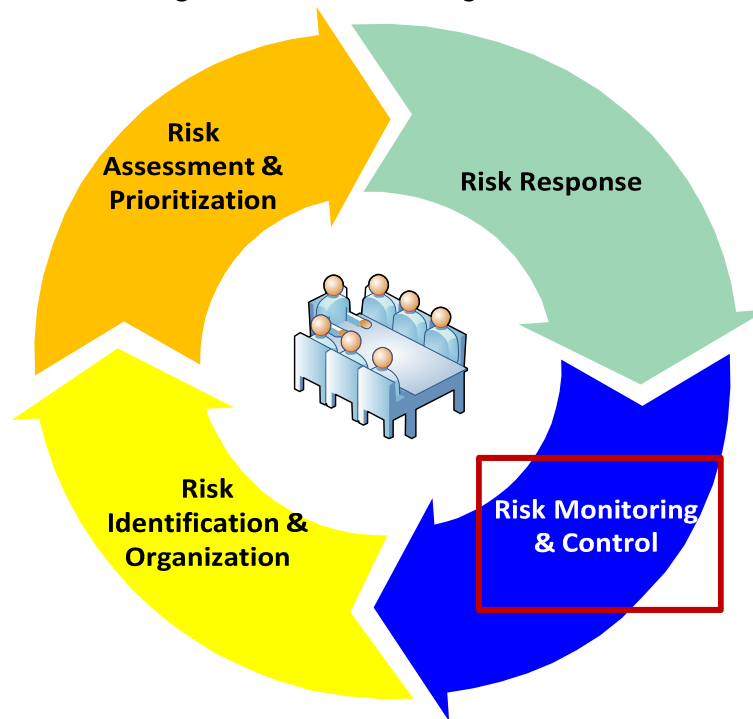 Risk
Assessment &
Prioritization
Risk Response
Risk Monitoring
& Control
Risk
Identification &
Organization